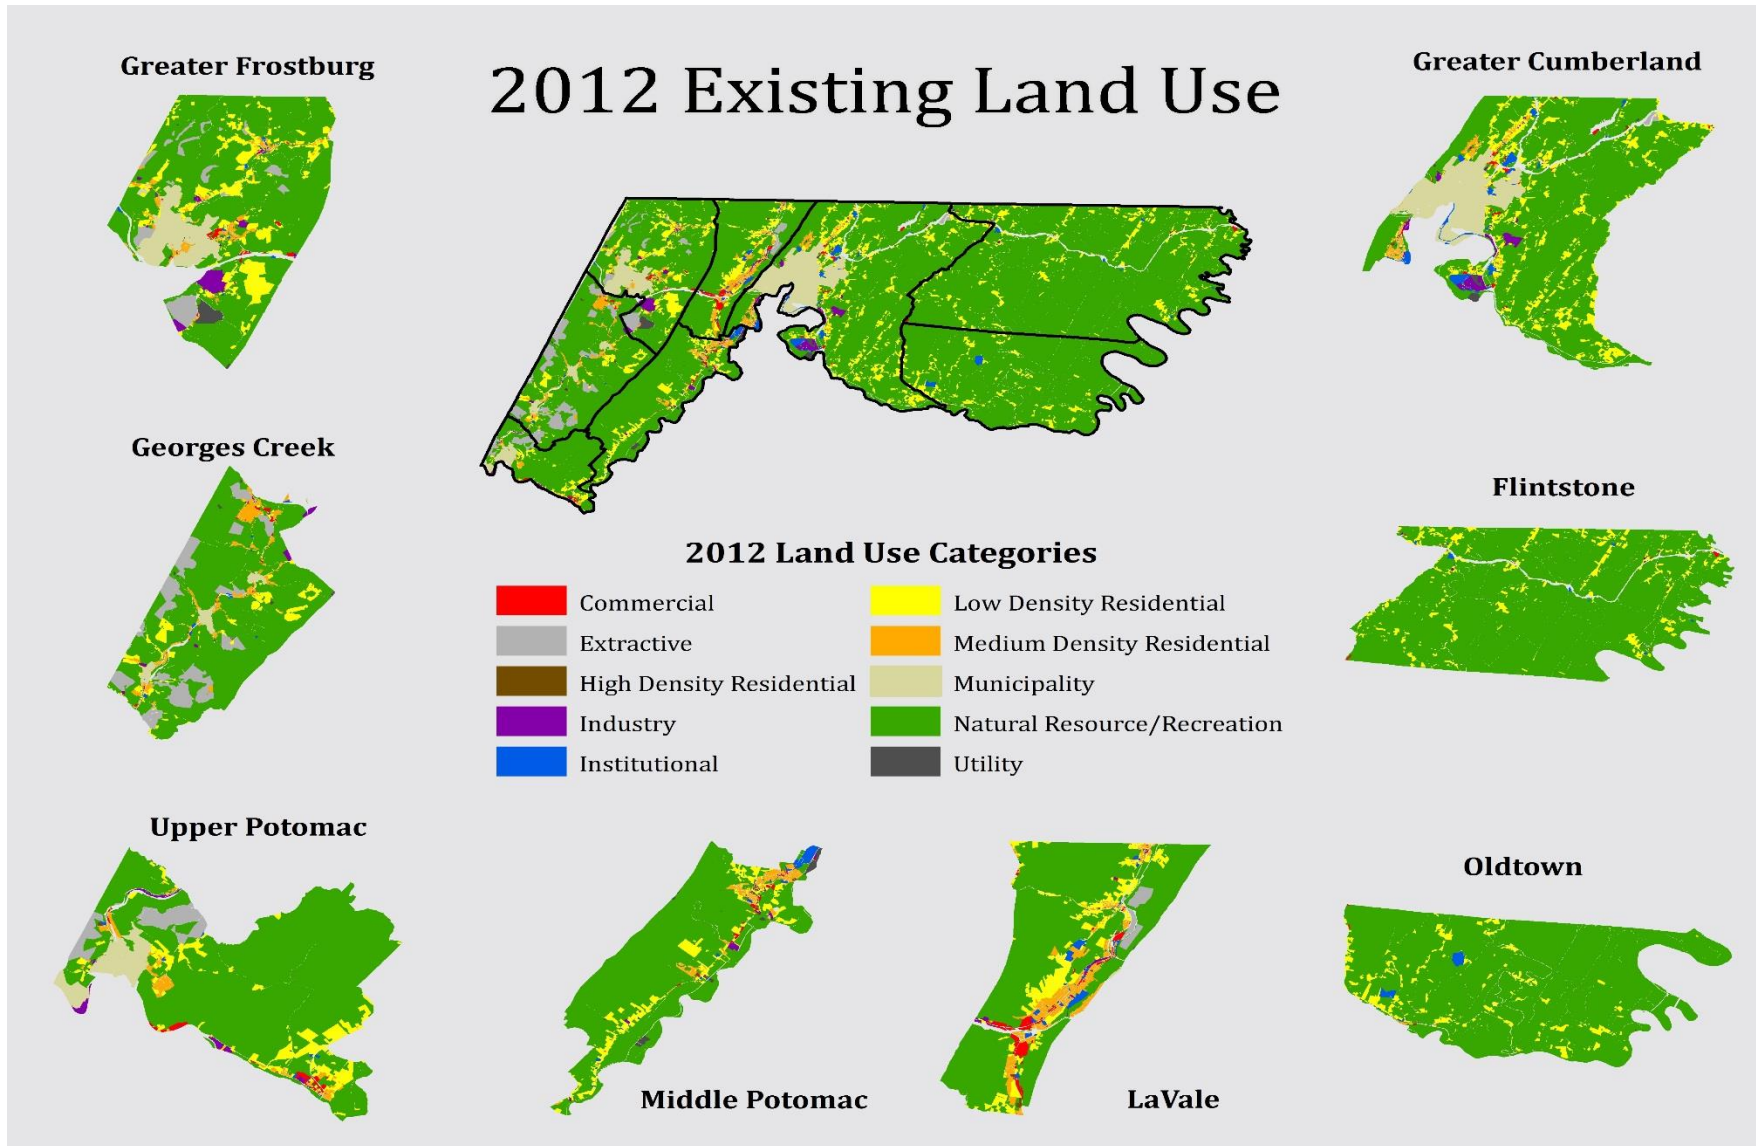 2012 Existing Land Use
Greater Frostburg
Greater Cumberland
Georges Creek
Flintstone
2012 Land Use Categories
Commercial
Extractive
High Density Residential
Industry
Institutional
Low Density Residential
Medium Density Residential
Municipality
Natural Resource/Recreation
Utility
Upper Potomac
Oldtown
Middle Potomac
LaVale